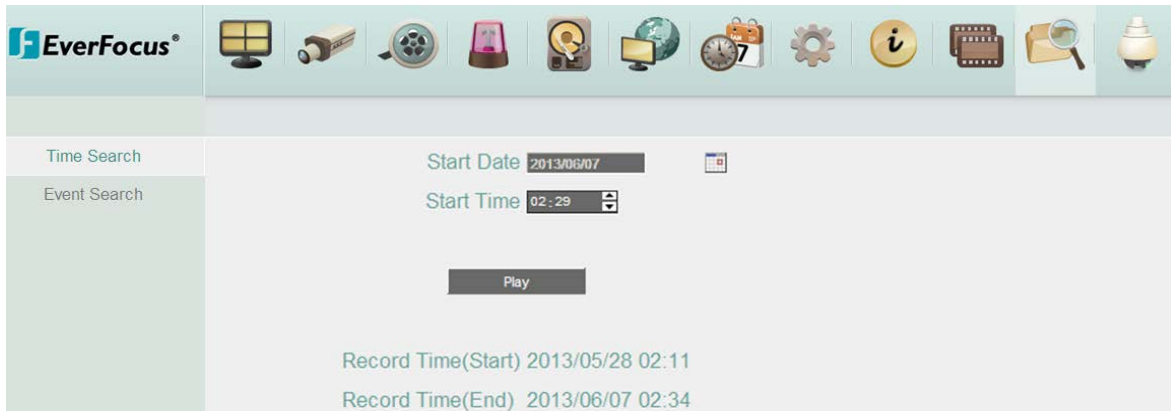 EverFocus®
7
i
Time Search
Event Search
Start Date 2013/06/07
Start Time 02:29
Play
Record Time(Start) 2013/05/28 02:11
Record Time(End) 2013/06/07 02:34